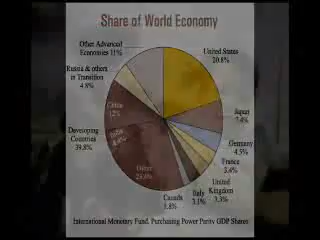 Share of World Economy
Other Advanced
Economies 11%
United States
20.8%
Russia & others
in Transition
4.8%
China
12%
Japan
7.4%
Developing
Countries
39.8%
India
Germany
4.5%
France
3.4%
Other
United
Kingdom
3.3%
Italy
3.1%
Canada
1.8%
International Monetary Fund. Purchasing Power Parity GDP Shares